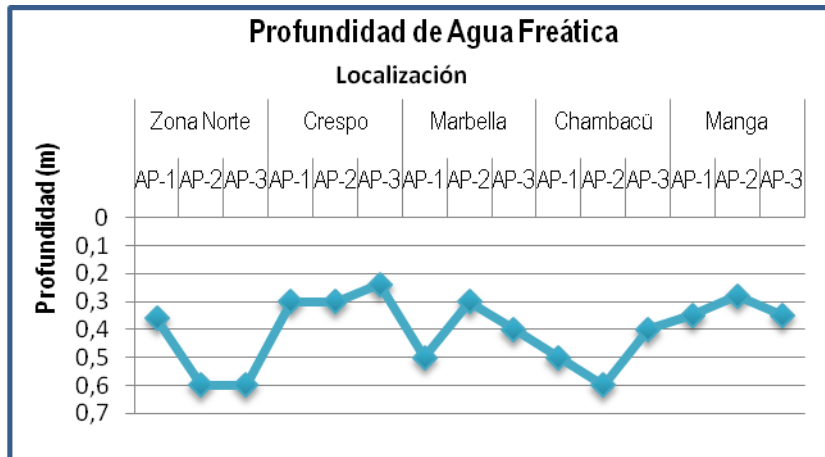 Profundidad de Agua Freática
Localización
Zona Norte Crespo Marbella Chambacü Manga
AP-1 AP-2 AP-3 AP-1 AP-2 AP-3 AP-1 AP-2 AP-3 AP-1 AP-2 AP-3 AP-1 AP-2 AP-3
Profundidad (m)
0
0,1
0,2
0,3
0,4
0,5
0,6
0,7